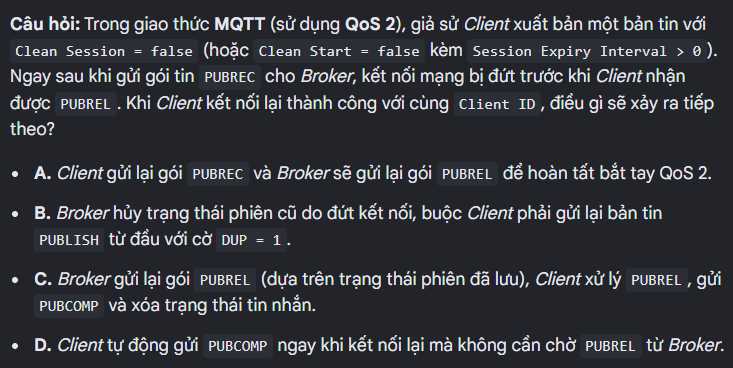 Câu hỏi: Trong giao thức MQTT (sử dụng QoS 2), giả sử Client xuất bản một bản tin với
Clean Session = false (hoặc Clean Start = false kèm Session Expiry Interval > 0).
Ngay sau khi gửi gói tin PUBREC cho Broker, kết nối mạng bị đứt trước khi Client nhận
được PUBREL. Khi Client kết nối lại thành công với cùng Client ID, điều gì sẽ xảy ra tiếp
theo?
• A. Client gửi lại gói PUBREC và Broker sẽ gửi lại gói PUBREL để hoàn tất bắt tay QoS 2.
• B. Broker hủy trạng thái phiên cũ do đứt kết nối, buộc Client phải gửi lại bản tin
PUBLISH từ đầu với cờ DUP = 1.
• C. Broker gửi lại gói PUBREL (dựa trên trạng thái phiên đã lưu), Client xử lý PUBREL, gửi
PUBCOMP và xóa trạng thái tin nhắn.
• D. Client tự động gửi PUBCOMP ngay khi kết nối lại mà không cần chờ PUBREL từ Broker.